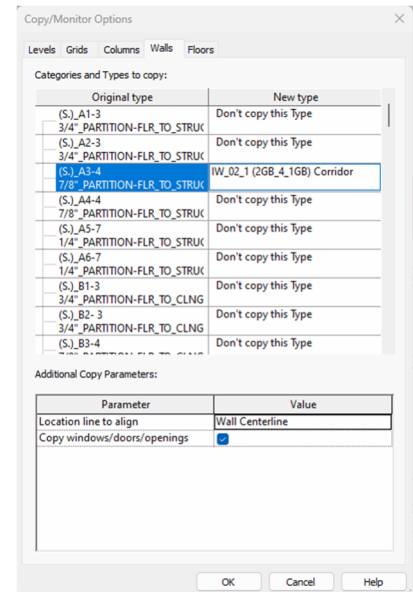 Copy/Monitor Options
Levels Grids Columns Walls Floors
Categories and Types to copy:
Original type New type
(S.)_A1-3 Don't copy this Type
3/4"_PARTITION-FLR_TO_STRU
(S.)_A2-3 Don't copy this Type
3/4"_PARTITION-FLR_TO_STRU
(S.)_A3-4 IW_02_1 (2GB_4_1GB) Corridor
7/8"_PARTITION-FLR_TO_STRU
(S.)_A4-4 Don't copy this Type
7/8"_PARTITION-FLR_TO_STRU
(S.)_A5-7 Don't copy this Type
1/4"_PARTITION-FLR_TO_STRU
(S.)_A6-7 Don't copy this Type
1/4"_PARTITION-FLR_TO_STRU
(S.)_B1-3 Don't copy this Type
3/4"_PARTITION-FLR_TO_CLNG
(S.)_B2- 3 Don't copy this Type
3/4"_PARTITION-FLR_TO_CLNG
(S.)_B3-4 Don't copy this Type
Additional Copy Parameters:
Parameter Value
Location line to align Wall Centerline
Copy windows/doors/openings
OK Cancel Help